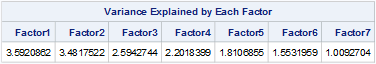 Variance Explained by Each Factor
Factor1 Factor2 Factor3 Factor4 Factor5 Factor6 Factor7
3.5920862 3.4817522 2.5942744 2.2018399 1.8106855 1.5531959 1.0092704